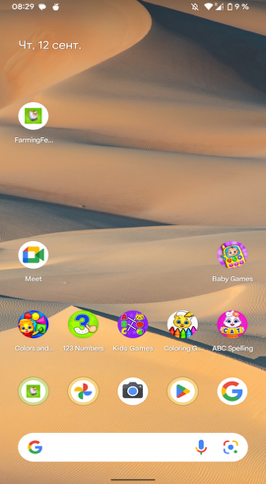 08:29 9 %
Чт, 12 сент.
FarmingFe...
Meet Baby Games
Colors and... 123 Numbers Kids Games Coloring G... ABC Spelling